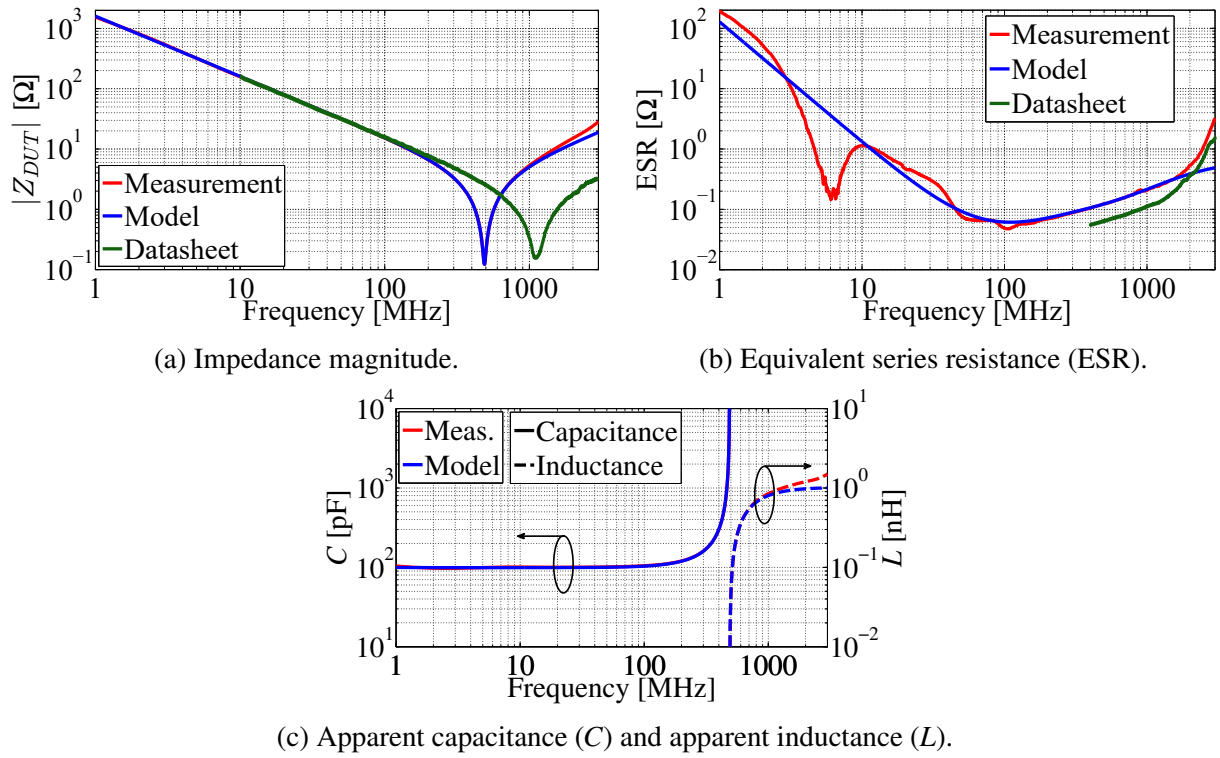 |Z_DUT| [Ω]
10^3
10^2
10^1
10^0
10^-1
Measurement
Model
Datasheet
1 10 100 1000
Frequency [MHz]
(a) Impedance magnitude.
ESR [Ω]
10^2
10^1
10^0
10^-1
10^-2
Measurement
Model
Datasheet
1 10 100 1000
Frequency [MHz]
(b) Equivalent series resistance (ESR).
C [pF]
10^4
10^3
10^2
10^1
Meas.
Model
Capacitance
Inductance
10^1
10^0
10^-1
10^-2
L [nH]
1 10 100 1000
Frequency [MHz]
(c) Apparent capacitance (C) and apparent inductance (L).